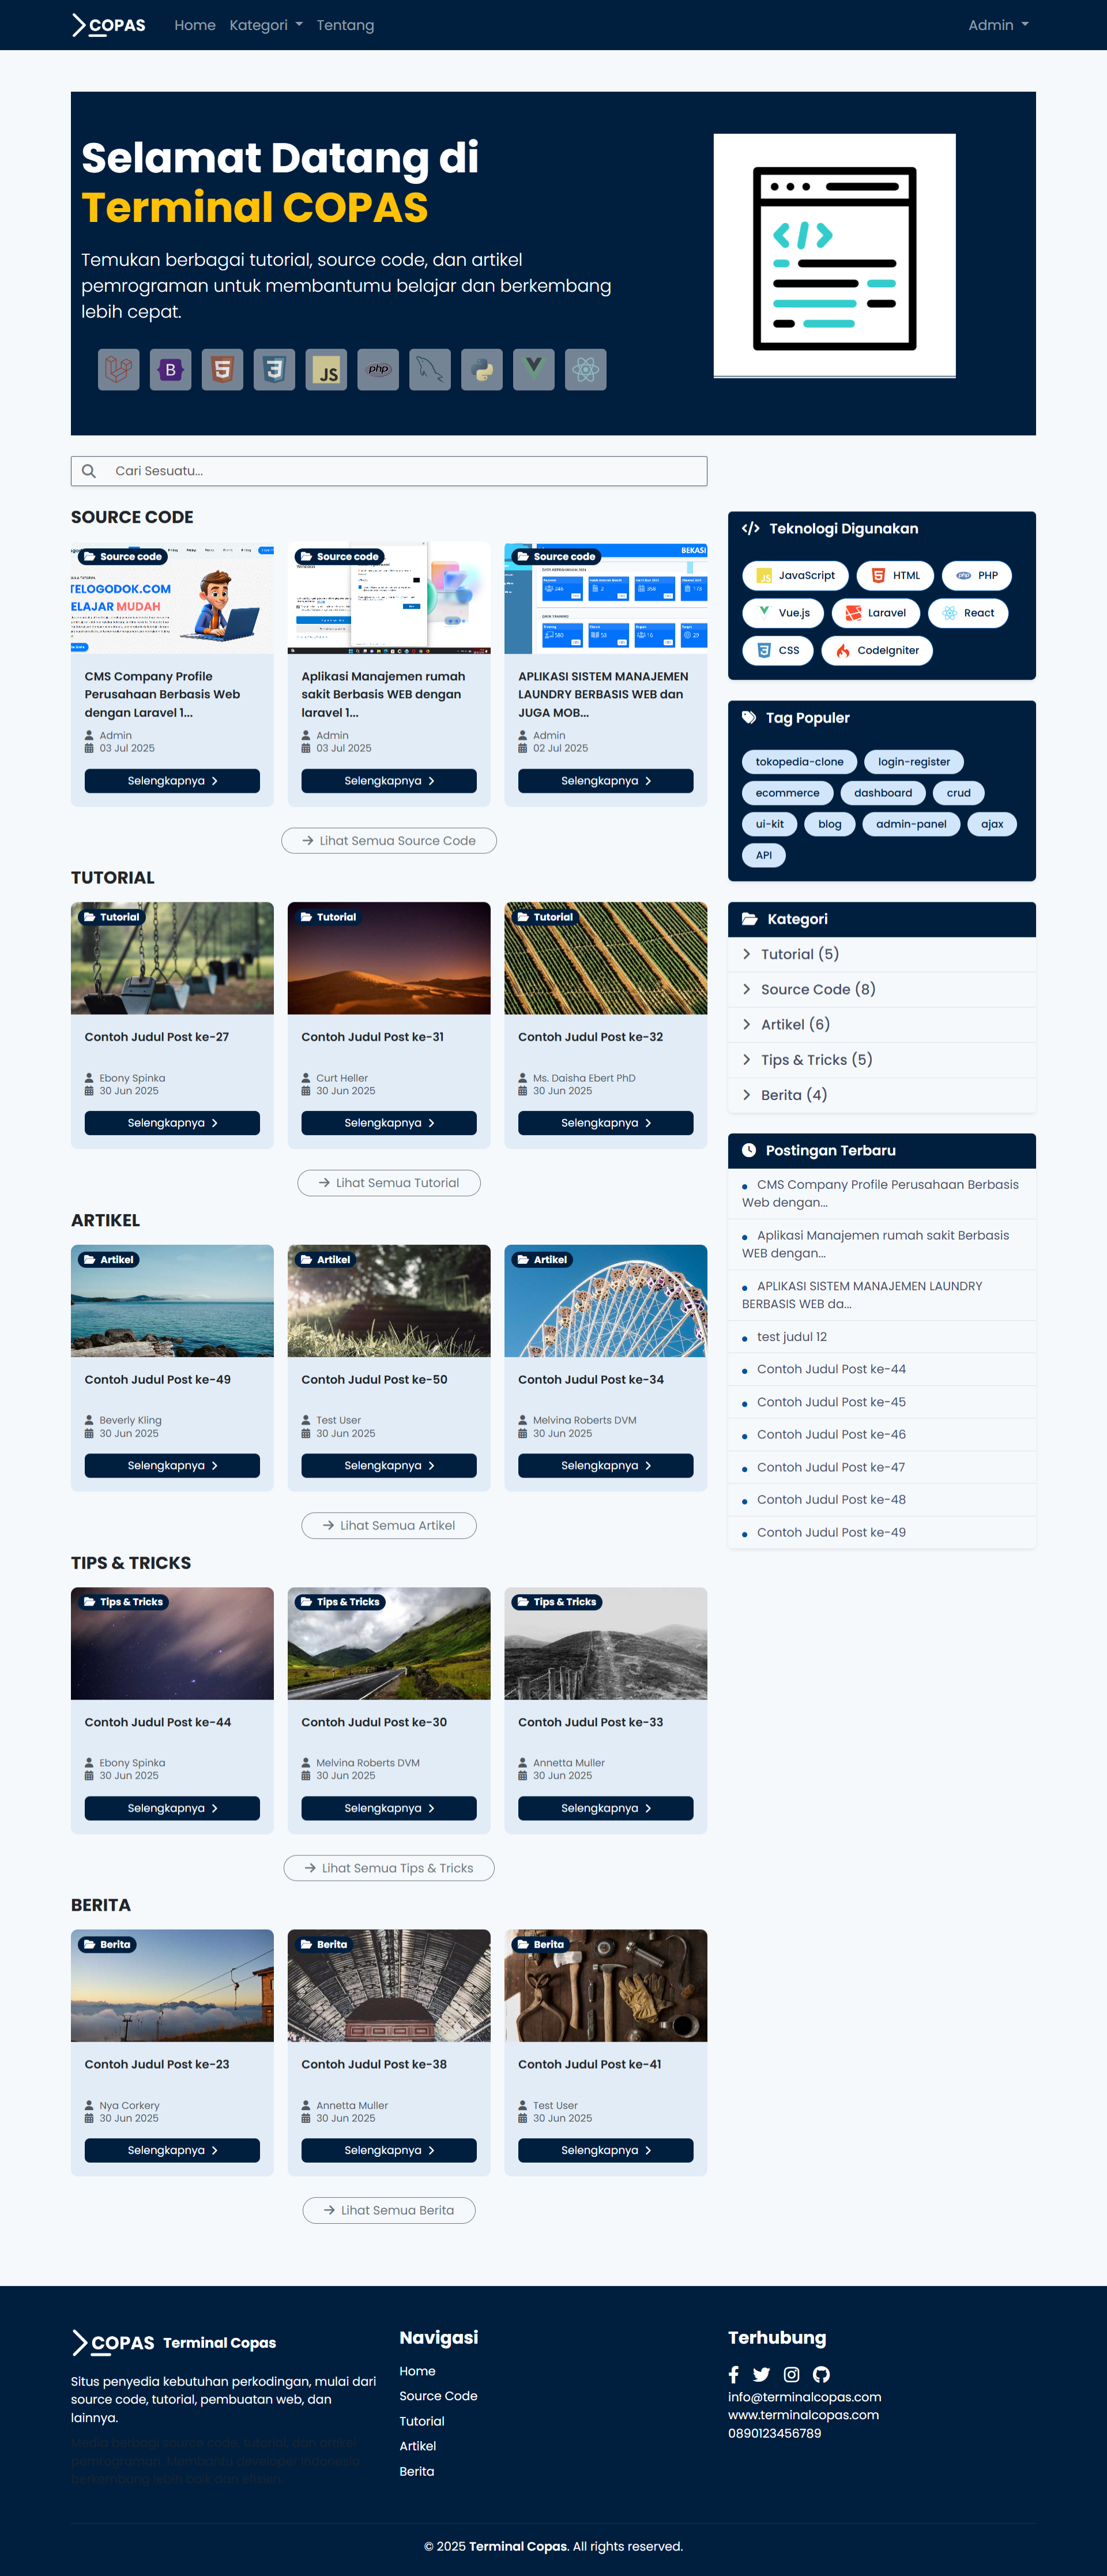 COPAS
Home
Kategori
Tentang
Admin
Selamat Datang di
Terminal COPAS
Temukan berbagai tutorial, source code, dan artikel
pemrograman untuk membantumu belajar dan berkembang
lebih cepat.
B
5
3
JS
php
Cari Sesuatu...
SOURCE CODE
Source code
TELOGODOK.COM
ELAJAR MUDAH
CMS Company Profile
Perusahaan Berbasis Web
dengan Laravel 1...
Admin
03 Jul 2025
Selengkapnya
Source code
Aplikasi Manajemen rumah
sakit Berbasis WEB dengan
laravel 1...
Admin
03 Jul 2025
Selengkapnya
Source code
BEKASI
APLIKASI SISTEM MANAJEMEN
LAUNDRY BERBASIS WEB dan
JUGA MOB...
Admin
02 Jul 2025
Selengkapnya
Lihat Semua Source Code
TUTORIAL
Tutorial
Contoh Judul Post ke-27
Ebony Spinka
30 Jun 2025
Selengkapnya
Tutorial
Contoh Judul Post ke-31
Curt Heller
30 Jun 2025
Selengkapnya
Tutorial
Contoh Judul Post ke-32
Ms. Daisha Ebert PhD
30 Jun 2025
Selengkapnya
Lihat Semua Tutorial
ARTIKEL
Artikel
Contoh Judul Post ke-49
Beverly Kling
30 Jun 2025
Selengkapnya
Artikel
Contoh Judul Post ke-50
Test User
30 Jun 2025
Selengkapnya
Artikel
Contoh Judul Post ke-34
Melvina Roberts DVM
30 Jun 2025
Selengkapnya
Lihat Semua Artikel
TIPS & TRICKS
Tips & Tricks
Contoh Judul Post ke-44
Ebony Spinka
30 Jun 2025
Selengkapnya
Tips & Tricks
Contoh Judul Post ke-30
Melvina Roberts DVM
30 Jun 2025
Selengkapnya
Tips & Tricks
Contoh Judul Post ke-33
Annetta Muller
30 Jun 2025
Selengkapnya
Lihat Semua Tips & Tricks
BERITA
Berita
Contoh Judul Post ke-23
Nya Corkery
30 Jun 2025
Selengkapnya
Berita
Contoh Judul Post ke-38
Annetta Muller
30 Jun 2025
Selengkapnya
Berita
Contoh Judul Post ke-41
Test User
30 Jun 2025
Selengkapnya
Lihat Semua Berita
Teknologi Digunakan
JavaScript
HTML
PHP
Vue.js
Laravel
React
CSS
CodeIgniter
Tag Populer
tokopedia-clone
login-register
ecommerce
dashboard
crud
ui-kit
blog
admin-panel
ajax
API
Kategori
Tutorial (5)
Source Code (8)
Artikel (6)
Tips & Tricks (5)
Berita (4)
Postingan Terbaru
CMS Company Profile Perusahaan Berbasis
Web dengan...
Aplikasi Manajemen rumah sakit Berbasis
WEB dengan...
APLIKASI SISTEM MANAJEMEN LAUNDRY
BERBASIS WEB da...
test judul 12
Contoh Judul Post ke-44
Contoh Judul Post ke-45
Contoh Judul Post ke-46
Contoh Judul Post ke-47
Contoh Judul Post ke-48
Contoh Judul Post ke-49
COPAS
Terminal Copas
Situs penyedia kebutuhan perkodingan, mulai dari
source code, tutorial, pembuatan web, dan
lainnya.
Media berbagi source code, tutorial, dan artikel
pemrograman. Membantu developer Indonesia
berkembang lebih baik dan efisien.
Navigasi
Home
Source Code
Tutorial
Artikel
Berita
Terhubung
info@terminalcopas.com
www.terminalcopas.com
0890123456789
© 2025 Terminal Copas. All rights reserved.